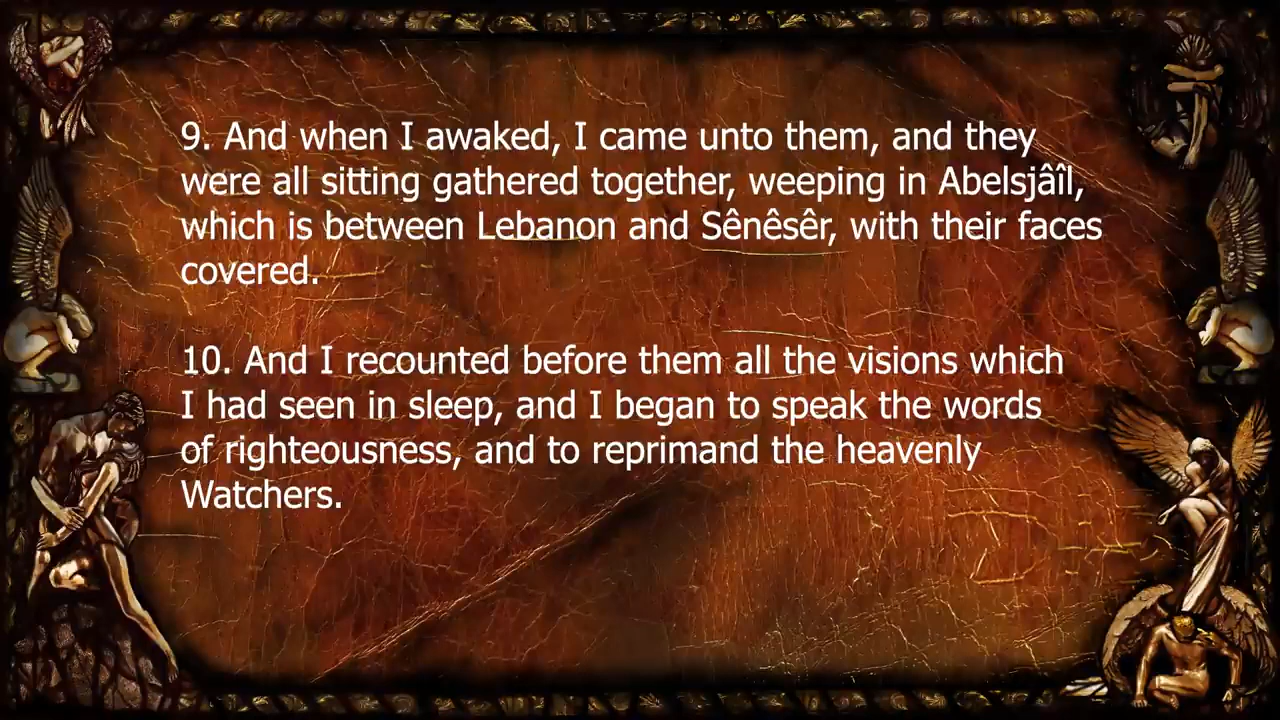 9. And when I awaked, I came unto them, and they
were all sitting gathered together, weeping in Abelsjâîl,
which is between Lebanon and Sênêsêr, with their faces
covered.
10. And I recounted before them all the visions which
I had seen in sleep, and I began to speak the words
of righteousness, and to reprimand the heavenly
Watchers.